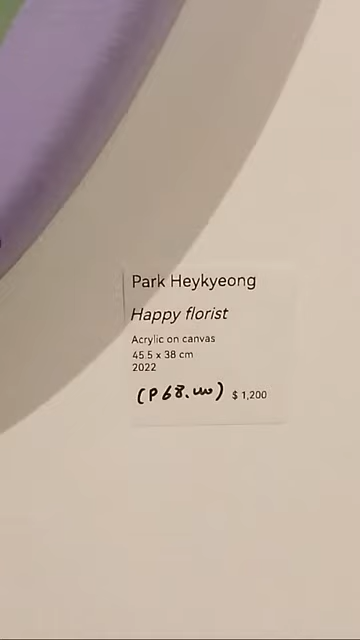 Park Heykyeong
Happy florist
Acrylic on canvas
45.5 x 38 cm
2022
$ 1,200